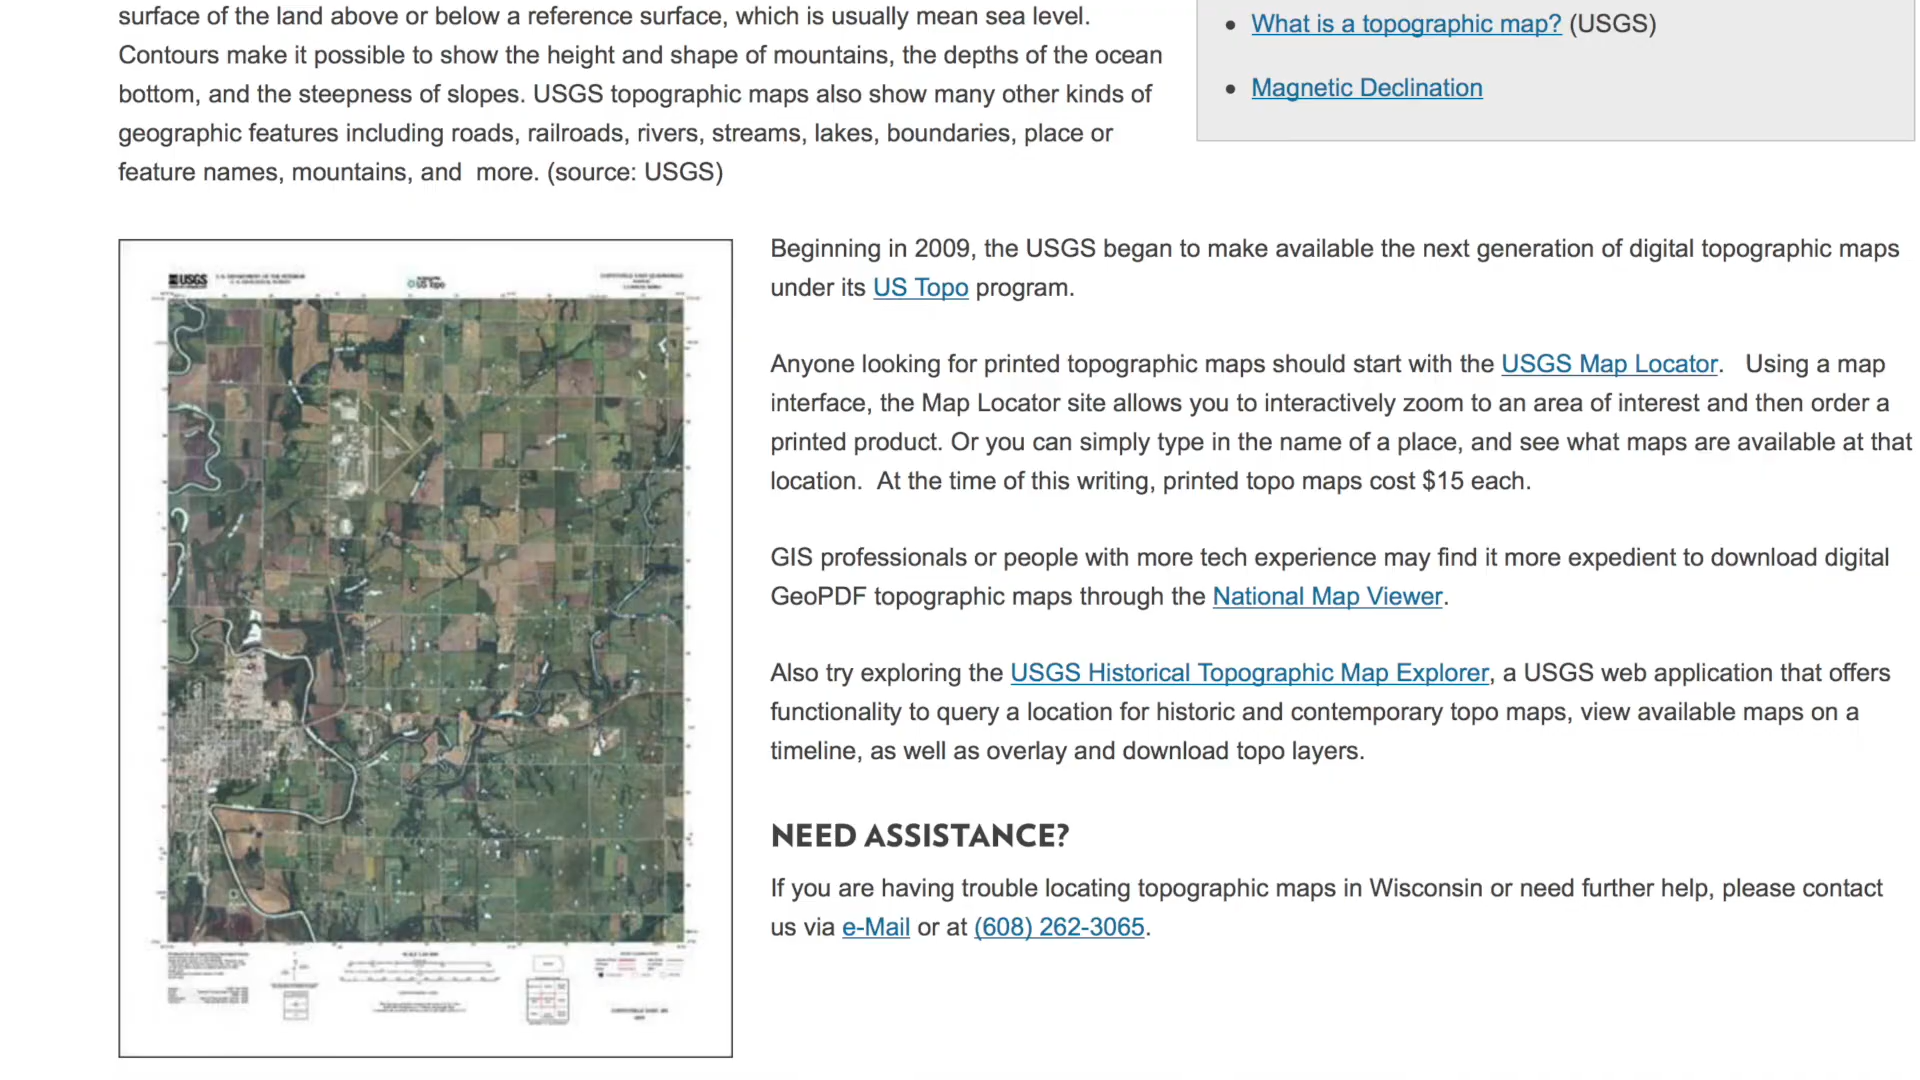 surface of the land above or below a reference surface, which is usually mean sea level.
Contours make it possible to show the height and shape of mountains, the depths of the ocean
bottom, and the steepness of slopes. USGS topographic maps also show many other kinds of
geographic features including roads, railroads, rivers, streams, lakes, boundaries, place or
feature names, mountains, and  more. (source: USGS)
• What is a topographic map? (USGS)
• Magnetic Declination
USGS
US Topo
Beginning in 2009, the USGS began to make available the next generation of digital topographic maps
under its US Topo program.
Anyone looking for printed topographic maps should start with the USGS Map Locator.   Using a map
interface, the Map Locator site allows you to interactively zoom to an area of interest and then order a
printed product. Or you can simply type in the name of a place, and see what maps are available at that
location.  At the time of this writing, printed topo maps cost $15 each.
GIS professionals or people with more tech experience may find it more expedient to download digital
GeoPDF topographic maps through the National Map Viewer.
Also try exploring the USGS Historical Topographic Map Explorer, a USGS web application that offers
functionality to query a location for historic and contemporary topo maps, view available maps on a
timeline, as well as overlay and download topo layers.
NEED ASSISTANCE?
If you are having trouble locating topographic maps in Wisconsin or need further help, please contact
us via e-Mail or at (608) 262-3065.